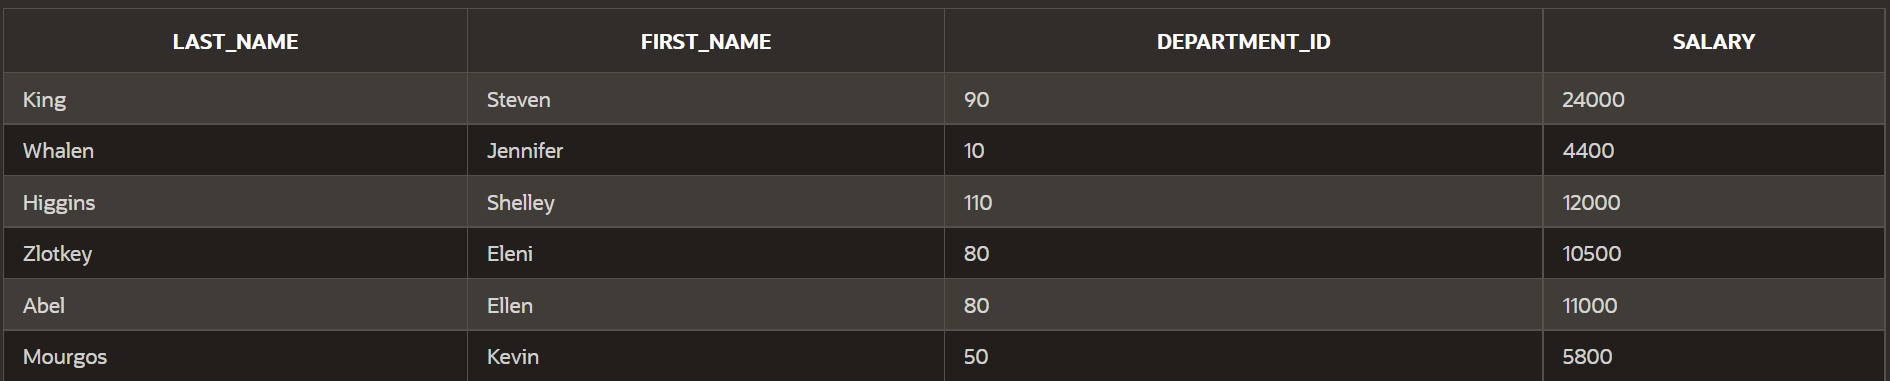 LAST_NAME FIRST_NAME DEPARTMENT_ID SALARY
King Steven 90 24000
Whalen Jennifer 10 4400
Higgins Shelley 110 12000
Zlotkey Eleni 80 10500
Abel Ellen 80 11000
Mourgos Kevin 50 5800